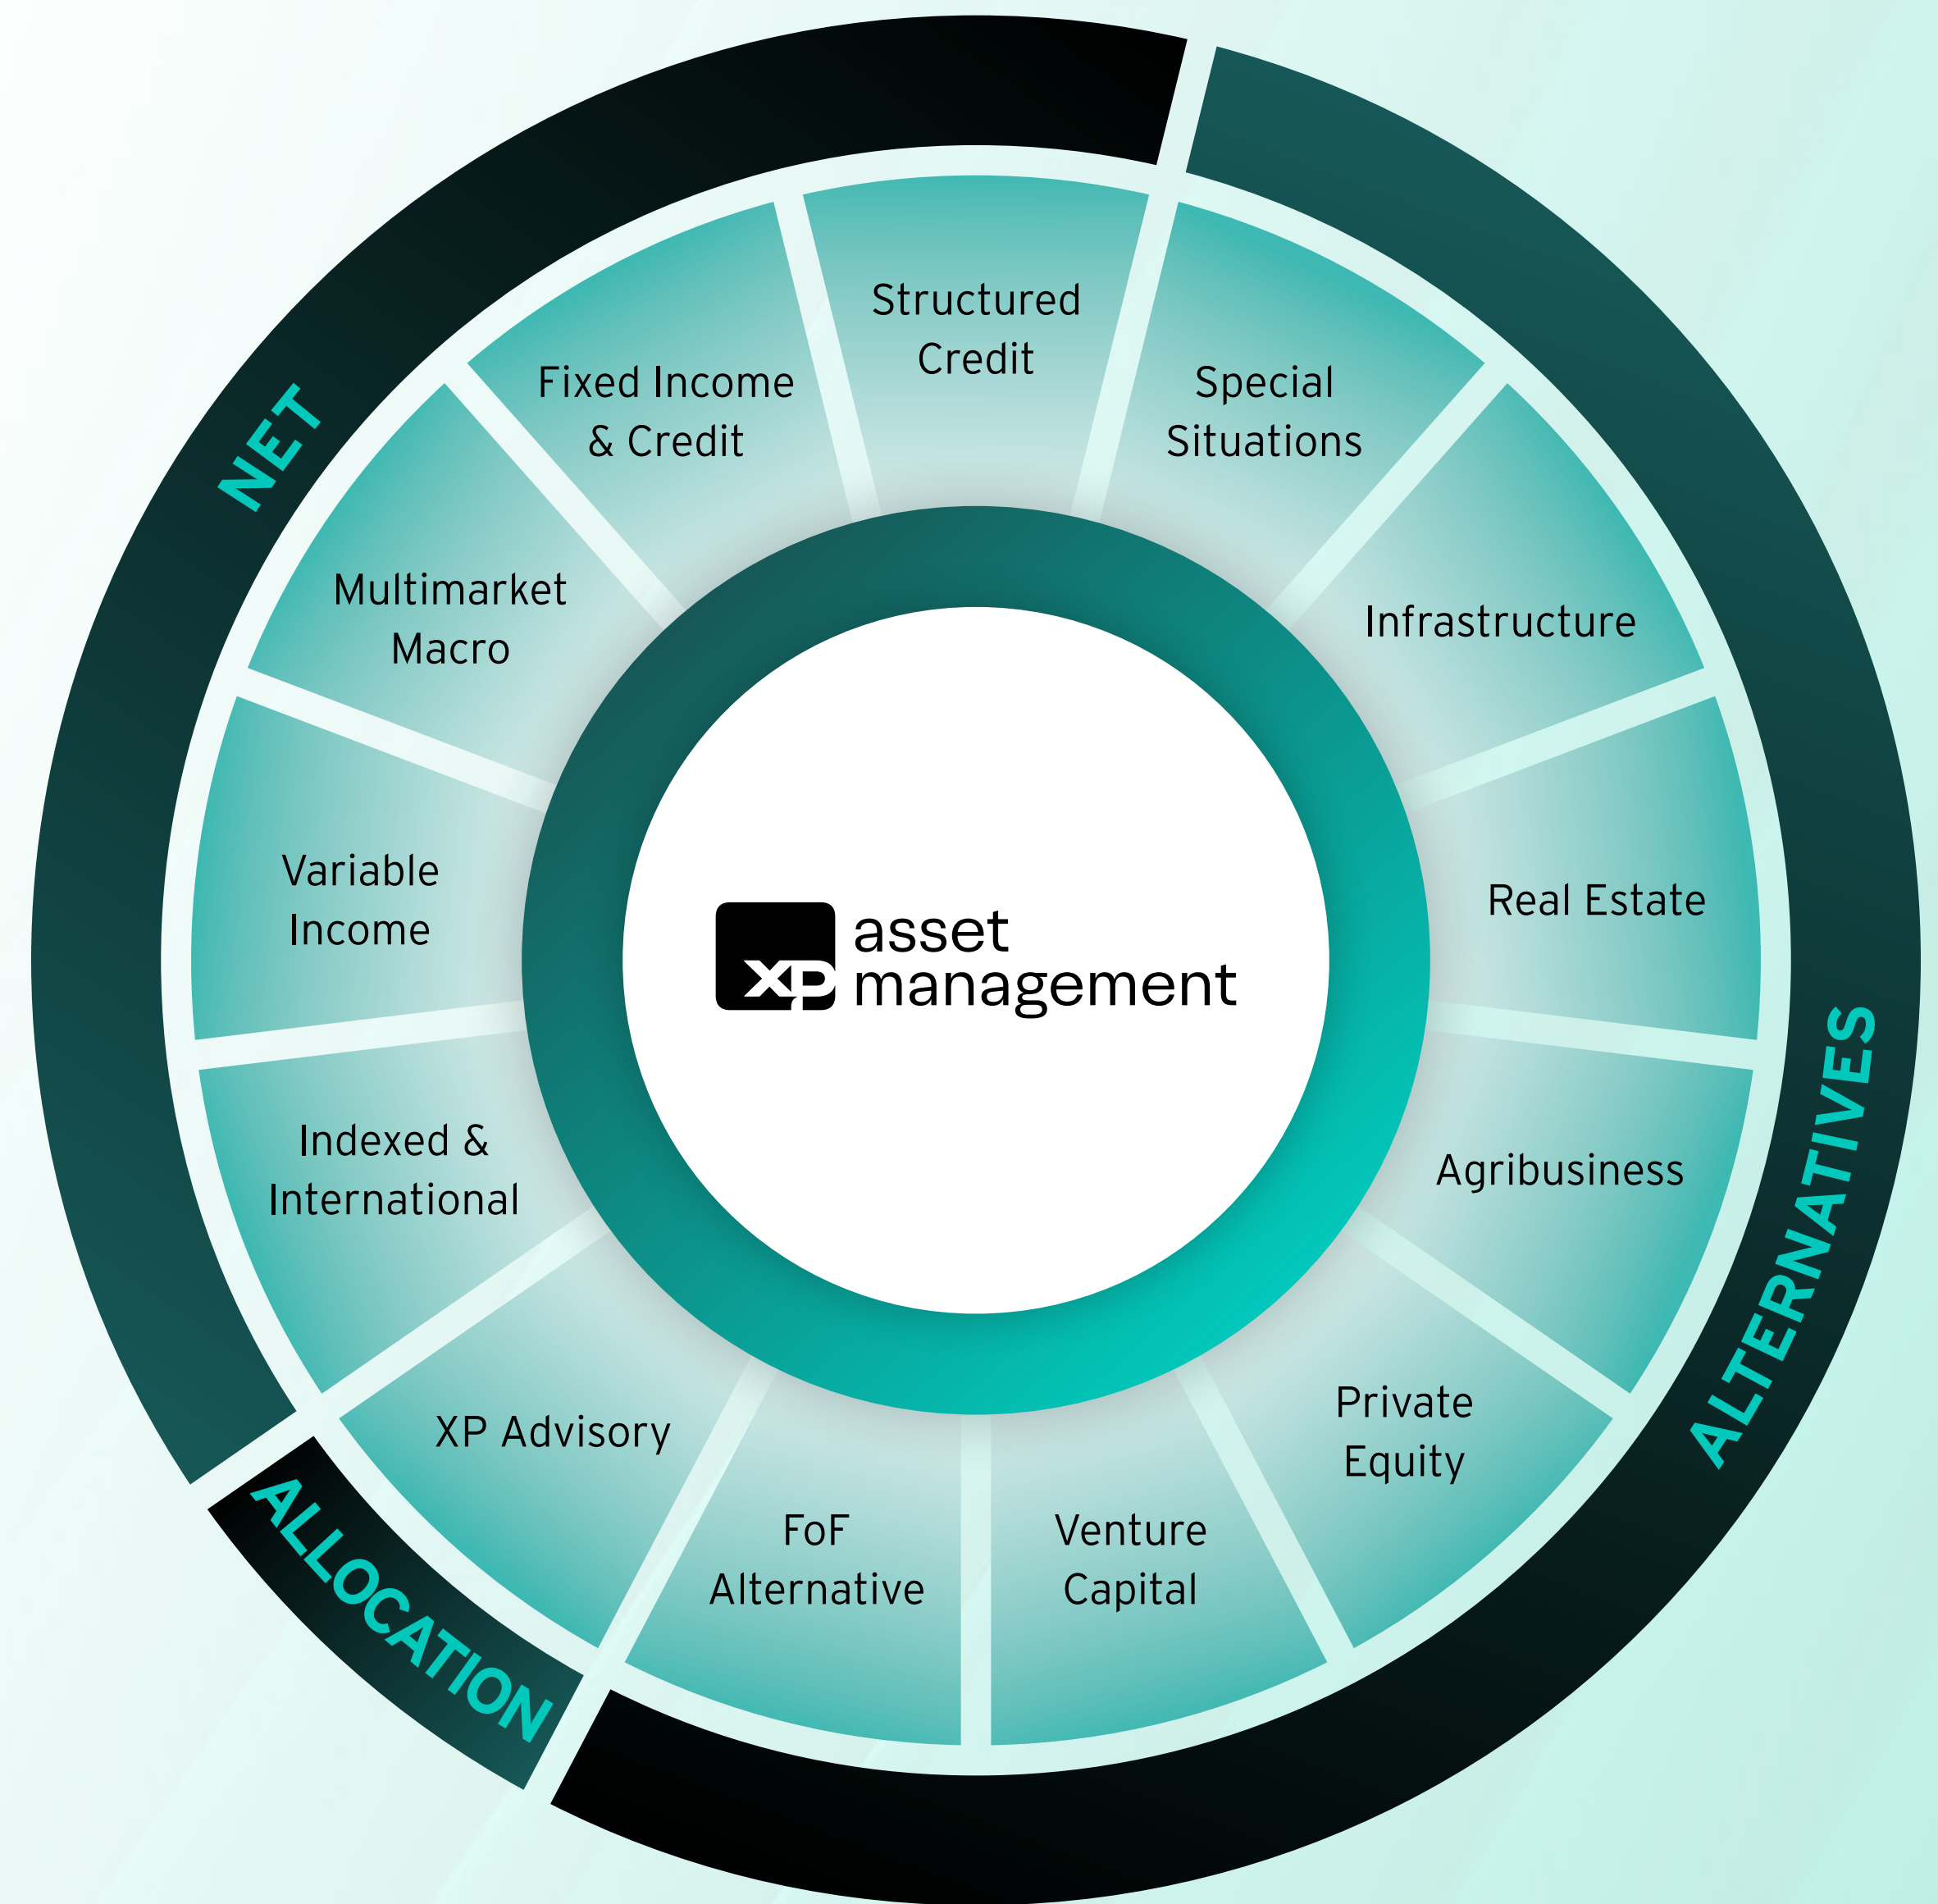 NET
ALTERNATIVES
ALLOCATION
Structured
Credit
Special
Situations
Infrastructure
Real Estate
Agribusiness
Private
Equity
Venture
Capital
FoF
Alternative
XP Advisory
Indexed &
International
Variable
Income
Multimarket
Macro
Fixed Income
& Credit
XP asset
management